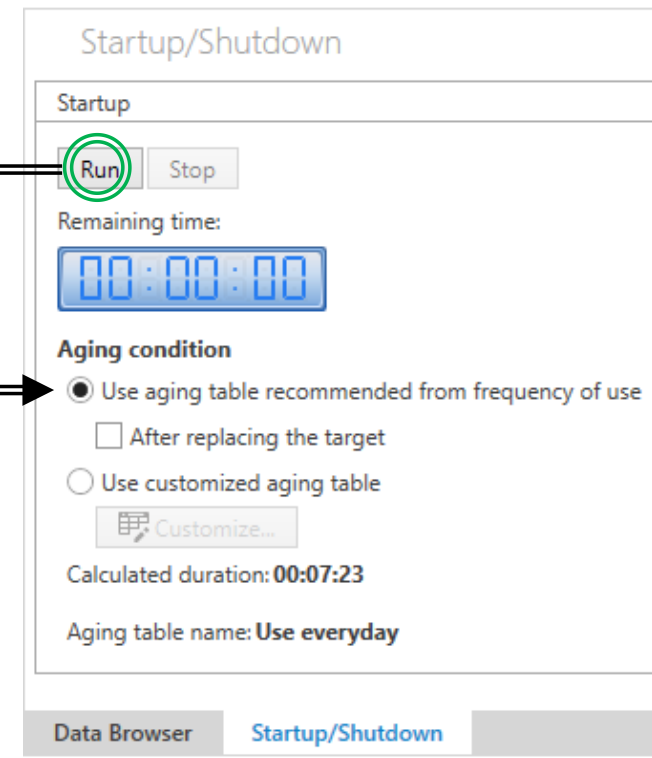 Startup/Shutdown
Startup
Run Stop
Remaining time:
00:00:00
Aging condition
Use aging table recommended from frequency of use
After replacing the target
Use customized aging table
Customize...
Calculated duration: 00:07:23
Aging table name: Use everyday
Data Browser Startup/Shutdown